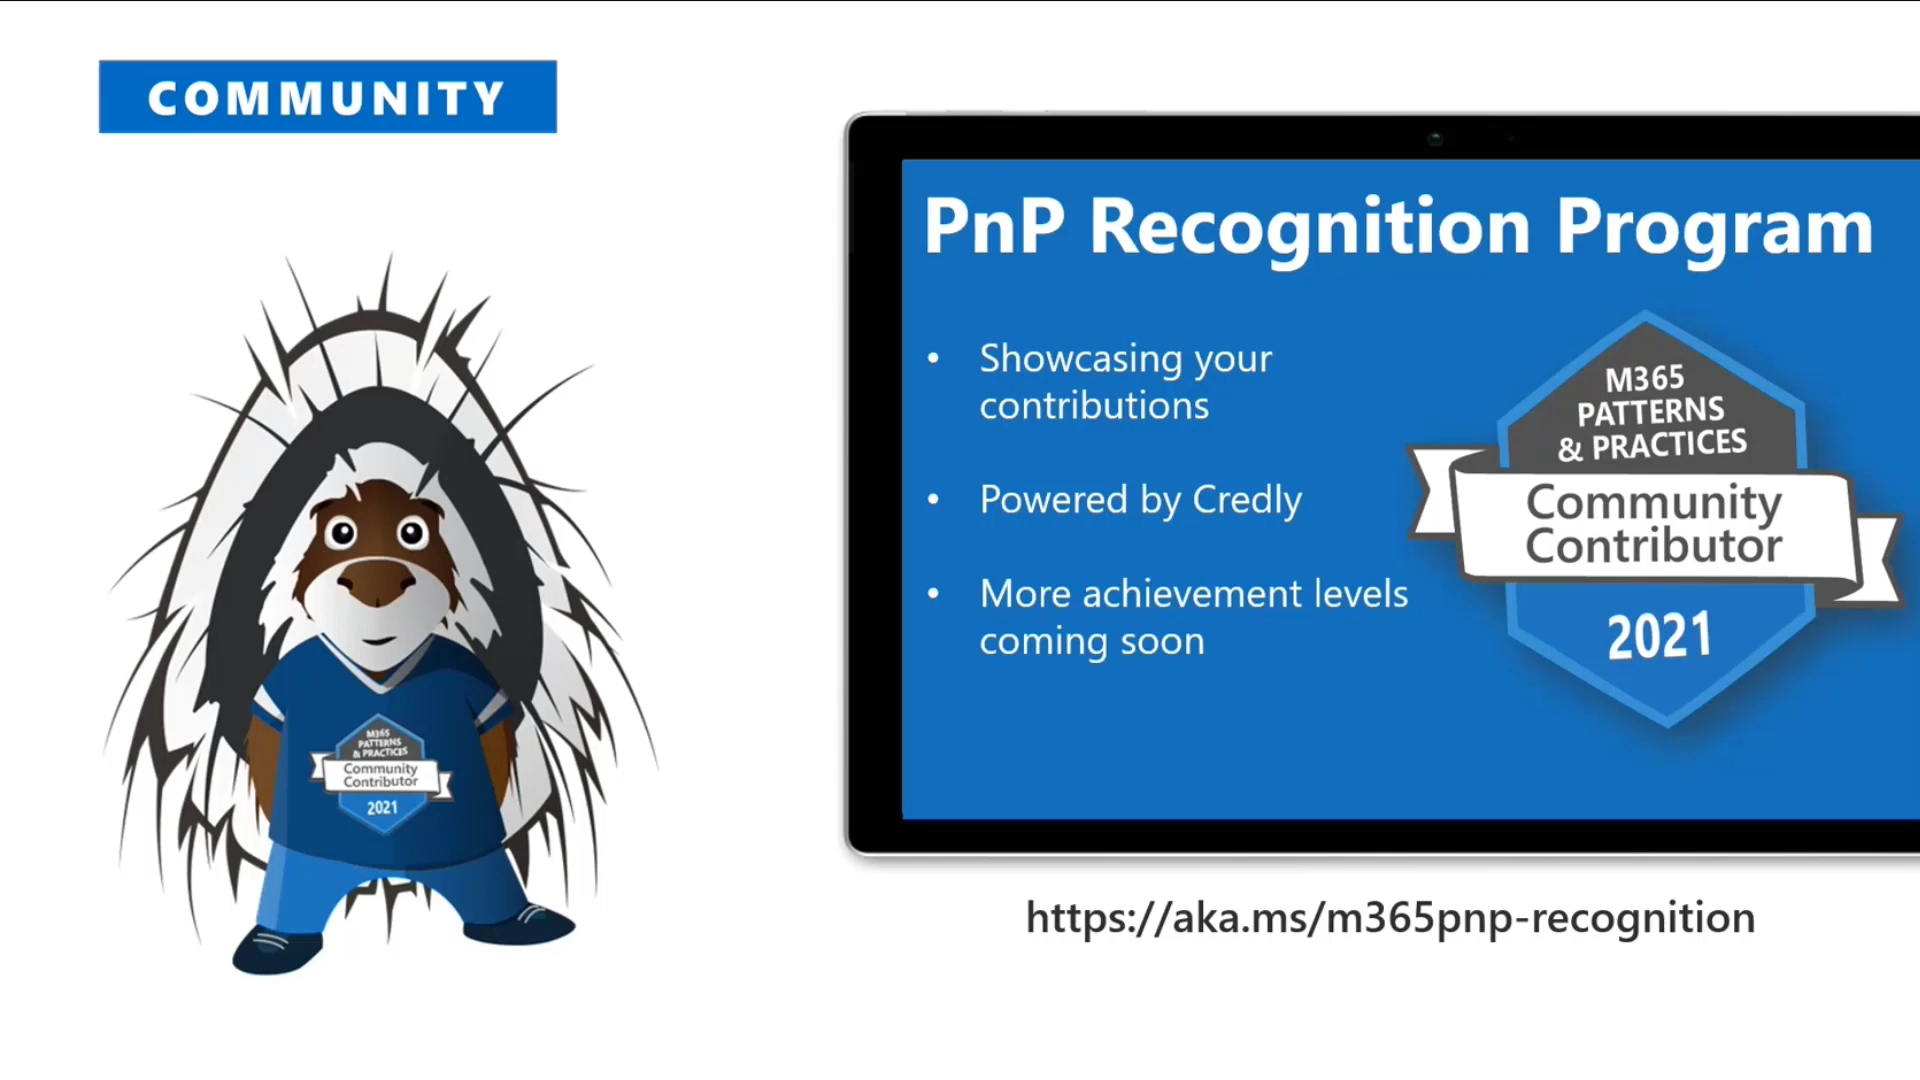 COMMUNITY
PnP Recognition Program
• Showcasing your
contributions
• Powered by Credly
• More achievement levels
coming soon
M365
PATTERNS
& PRACTICES
Community
Contributor
2021
M365
PATTERNS
& PRACTICES
Community
Contributor
2021
https://aka.ms/m365pnp-recognition